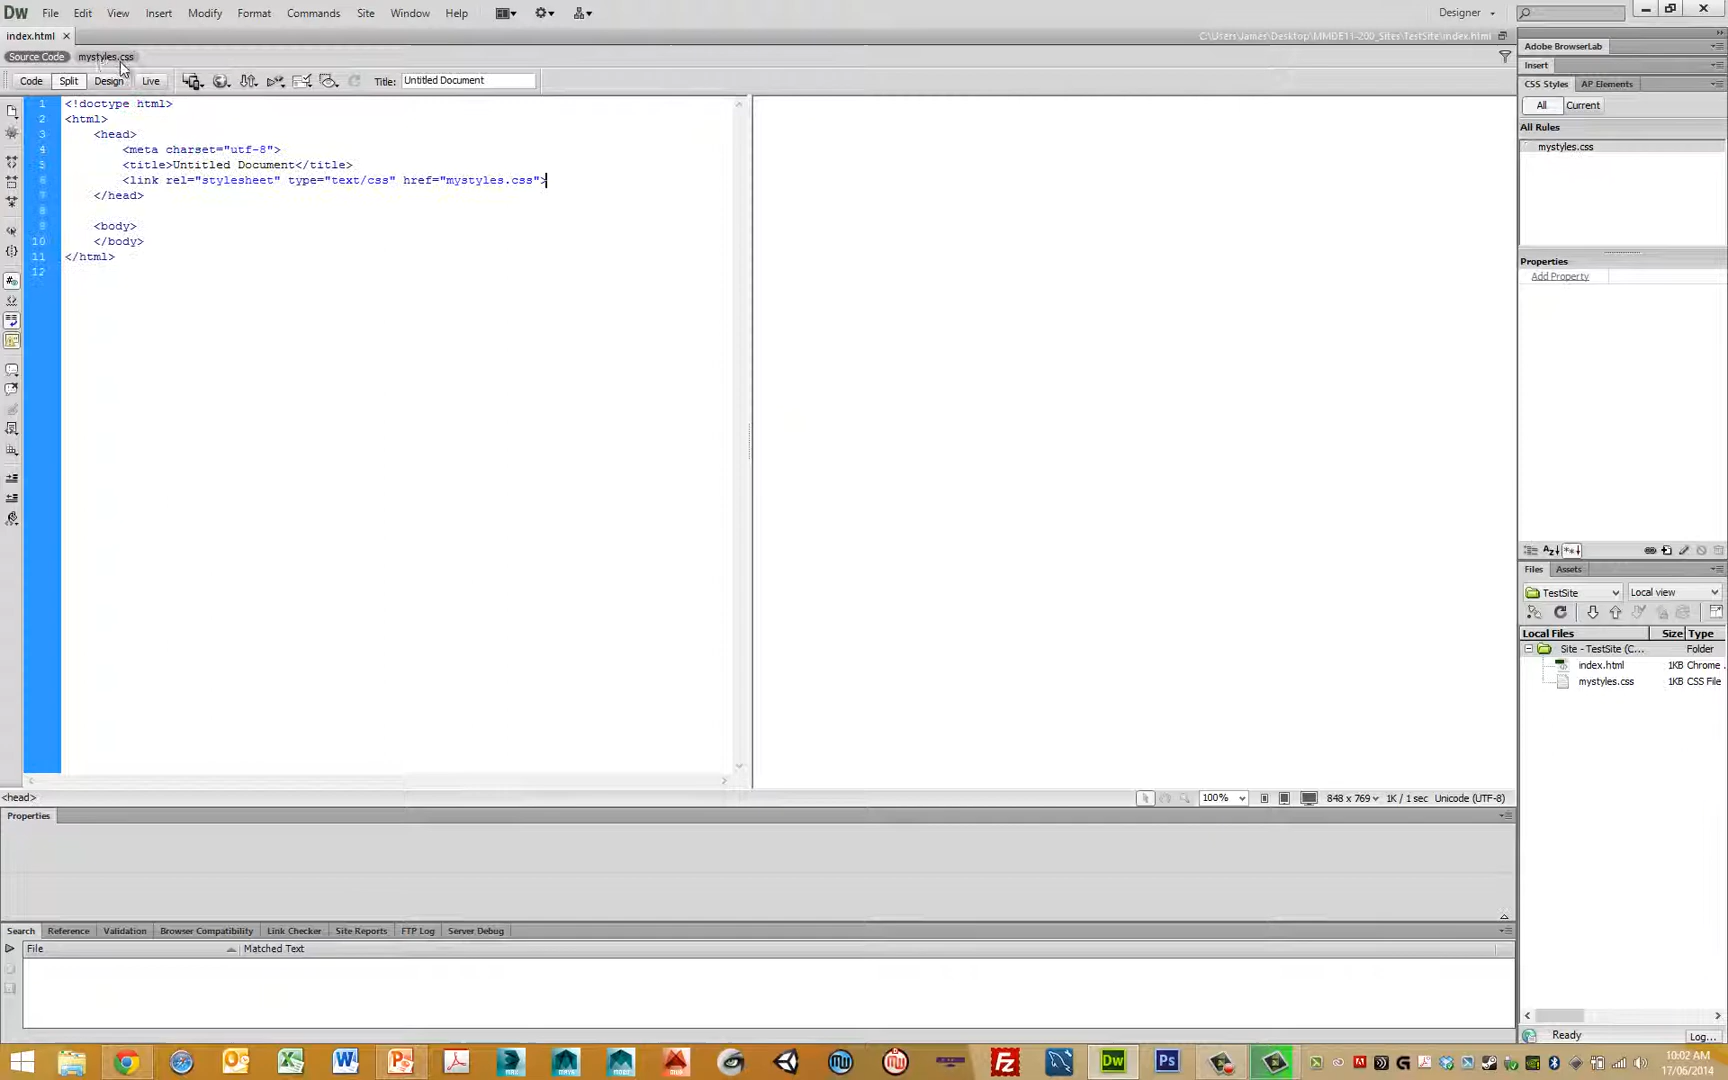 Dw File Edit View Insert Modify Format Commands Site Window Help Designer
index.html C:\Users\James\Desktop\MMDE11-200_Sites\TestSite\index.html
Source Code mystyles.css
Code Split Design Live Title: Untitled Document
1 <!doctype html>
2 <html>
3 <head>
4 <meta charset="utf-8">
5 <title>Untitled Document</title>
6 <link rel="stylesheet" type="text/css" href="mystyles.css">
7 </head>
8
9 <body>
10 </body>
11 </html>
12
Adobe BrowserLab
Insert
CSS Styles AP Elements
All Current
All Rules
mystyles.css
Properties
Add Property
Files Assets
TestSite Local view
Local Files Size Type
Site - TestSite (C... Folder
index.html 1KB Chrome .
mystyles.css 1KB CSS File
<head> 100% 848 x 769 1K / 1 sec Unicode (UTF-8)
Properties
Search Reference Validation Browser Compatibility Link Checker Site Reports FTP Log Server Debug
File Matched Text
Ready Log...
10:02 AM
17/06/2014